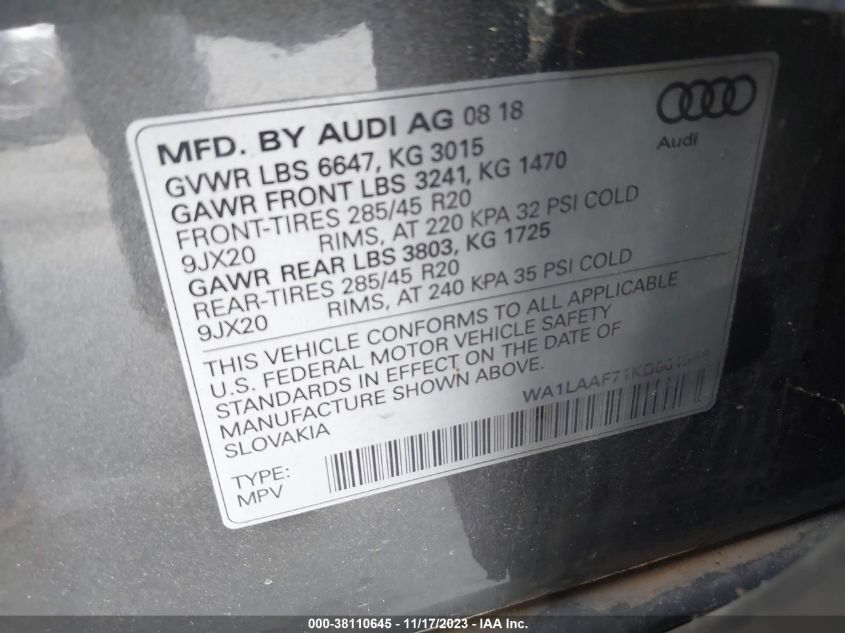 MFD. BY AUDI AG 08 18
Audi
GVWR LBS 6647, KG 3015
GAWR FRONT LBS 3241, KG 1470
FRONT-TIRES 285/45 R20
9JX20 RIMS, AT 220 KPA 32 PSI COLD
GAWR REAR LBS 3803, KG 1725
REAR-TIRES 285/45 R20
9JX20 RIMS, AT 240 KPA 35 PSI COLD
THIS VEHICLE CONFORMS TO ALL APPLICABLE
U.S. FEDERAL MOTOR VEHICLE SAFETY
STANDARDS IN EFFECT ON THE DATE OF
MANUFACTURE SHOWN ABOVE.
SLOVAKIA
TYPE:
MPV
000-38110645 - 11/17/2023 - IAA Inc.